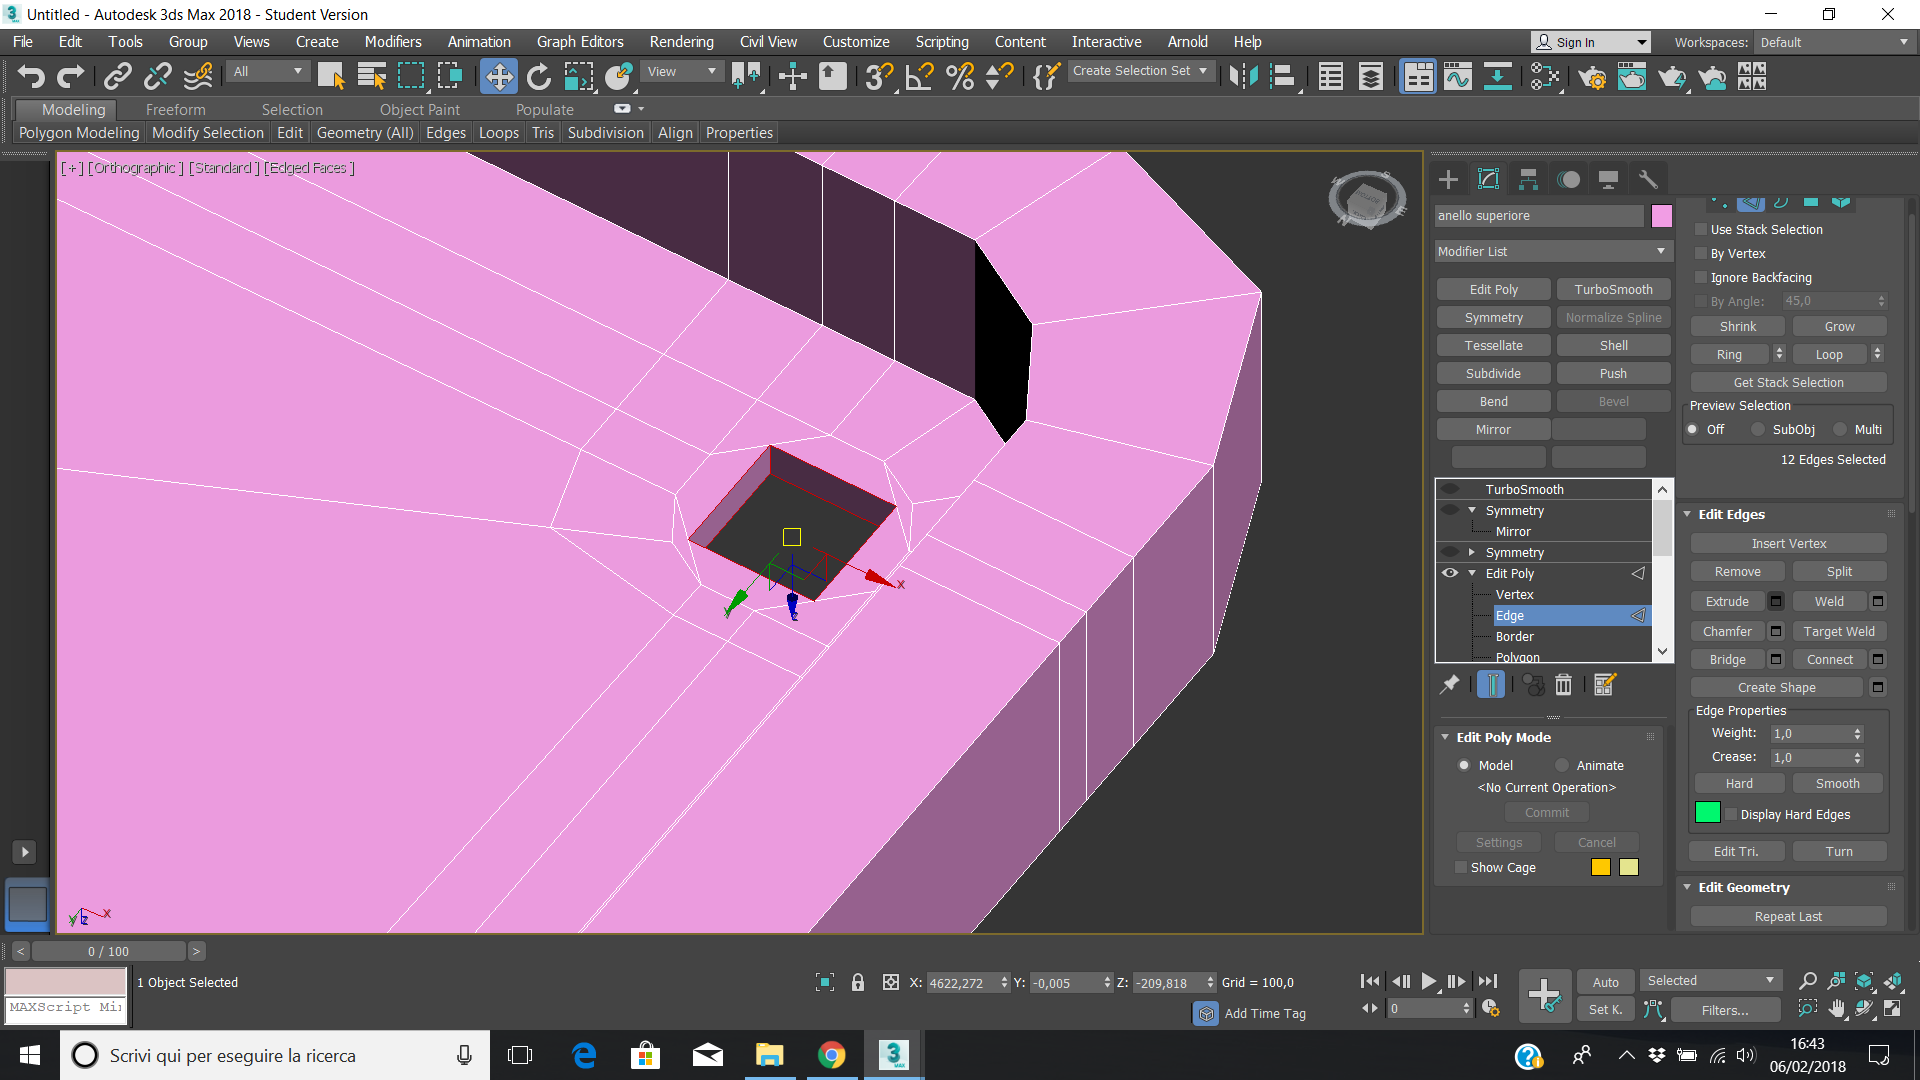 Untitled - Autodesk 3ds Max 2018 - Student Version
File Edit Tools Group Views Create Modifiers Animation Graph Editors Rendering Civil View Customize Scripting Content Interactive Arnold Help Sign In Workspaces: Default
All View Create Selection Set
Modeling Freeform Selection Object Paint Populate
Polygon Modeling Modify Selection Edit Geometry (All) Edges Loops Tris Subdivision Align Properties
[ + ] [Orthographic ] [Standard ] [Edged Faces ]
anello superiore
Modifier List
Edit Poly TurboSmooth
Symmetry Normalize Spline
Tessellate Shell
Subdivide Push
Bend Bevel
Mirror
TurboSmooth
Symmetry
Mirror
Symmetry
Edit Poly
Vertex
Edge
Border
Polygon
Edit Poly Mode
Model Animate
<No Current Operation>
Commit
Settings Cancel
Show Cage
Use Stack Selection
By Vertex
Ignore Backfacing
By Angle: 45,0
Shrink Grow
Ring Loop
Get Stack Selection
Preview Selection
Off SubObj Multi
12 Edges Selected
Edit Edges
Insert Vertex
Remove Split
Extrude Weld
Chamfer Target Weld
Bridge Connect
Create Shape
Edge Properties
Weight: 1,0
Crease: 1,0
Hard Smooth
Display Hard Edges
Edit Tri. Turn
Edit Geometry
Repeat Last
x
y
z
y z x
< 0 / 100 >
1 Object Selected X: 4622,272 Y: -0,005 Z: -209,818 Grid = 100,0 Auto Selected
MAXScript Mi Add Time Tag 0 Set K. Filters...
Scrivi qui per eseguire la ricerca
3 MAX
16:43
06/02/2018